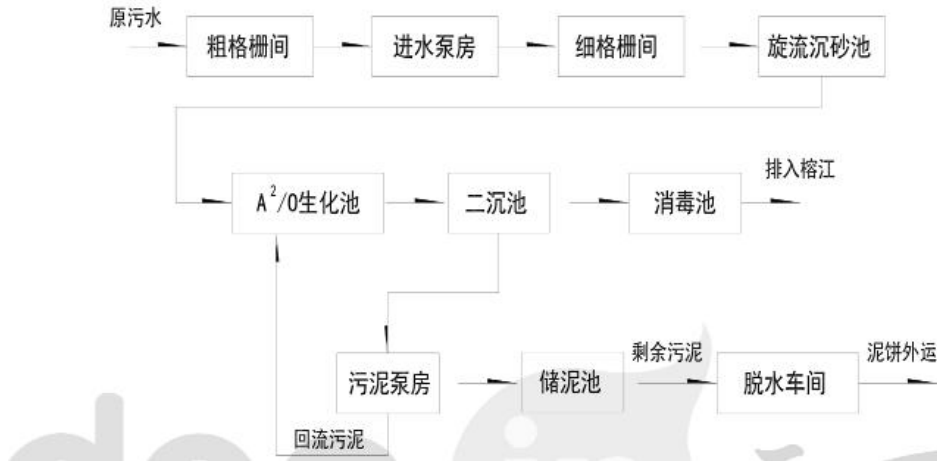 原污水
粗格栅间
进水泵房
细格栅间
旋流沉砂池
A²/O生化池
二沉池
消毒池
排入榕江
污泥泵房
储泥池
剩余污泥
脱水车间
泥饼外运
回流污泥